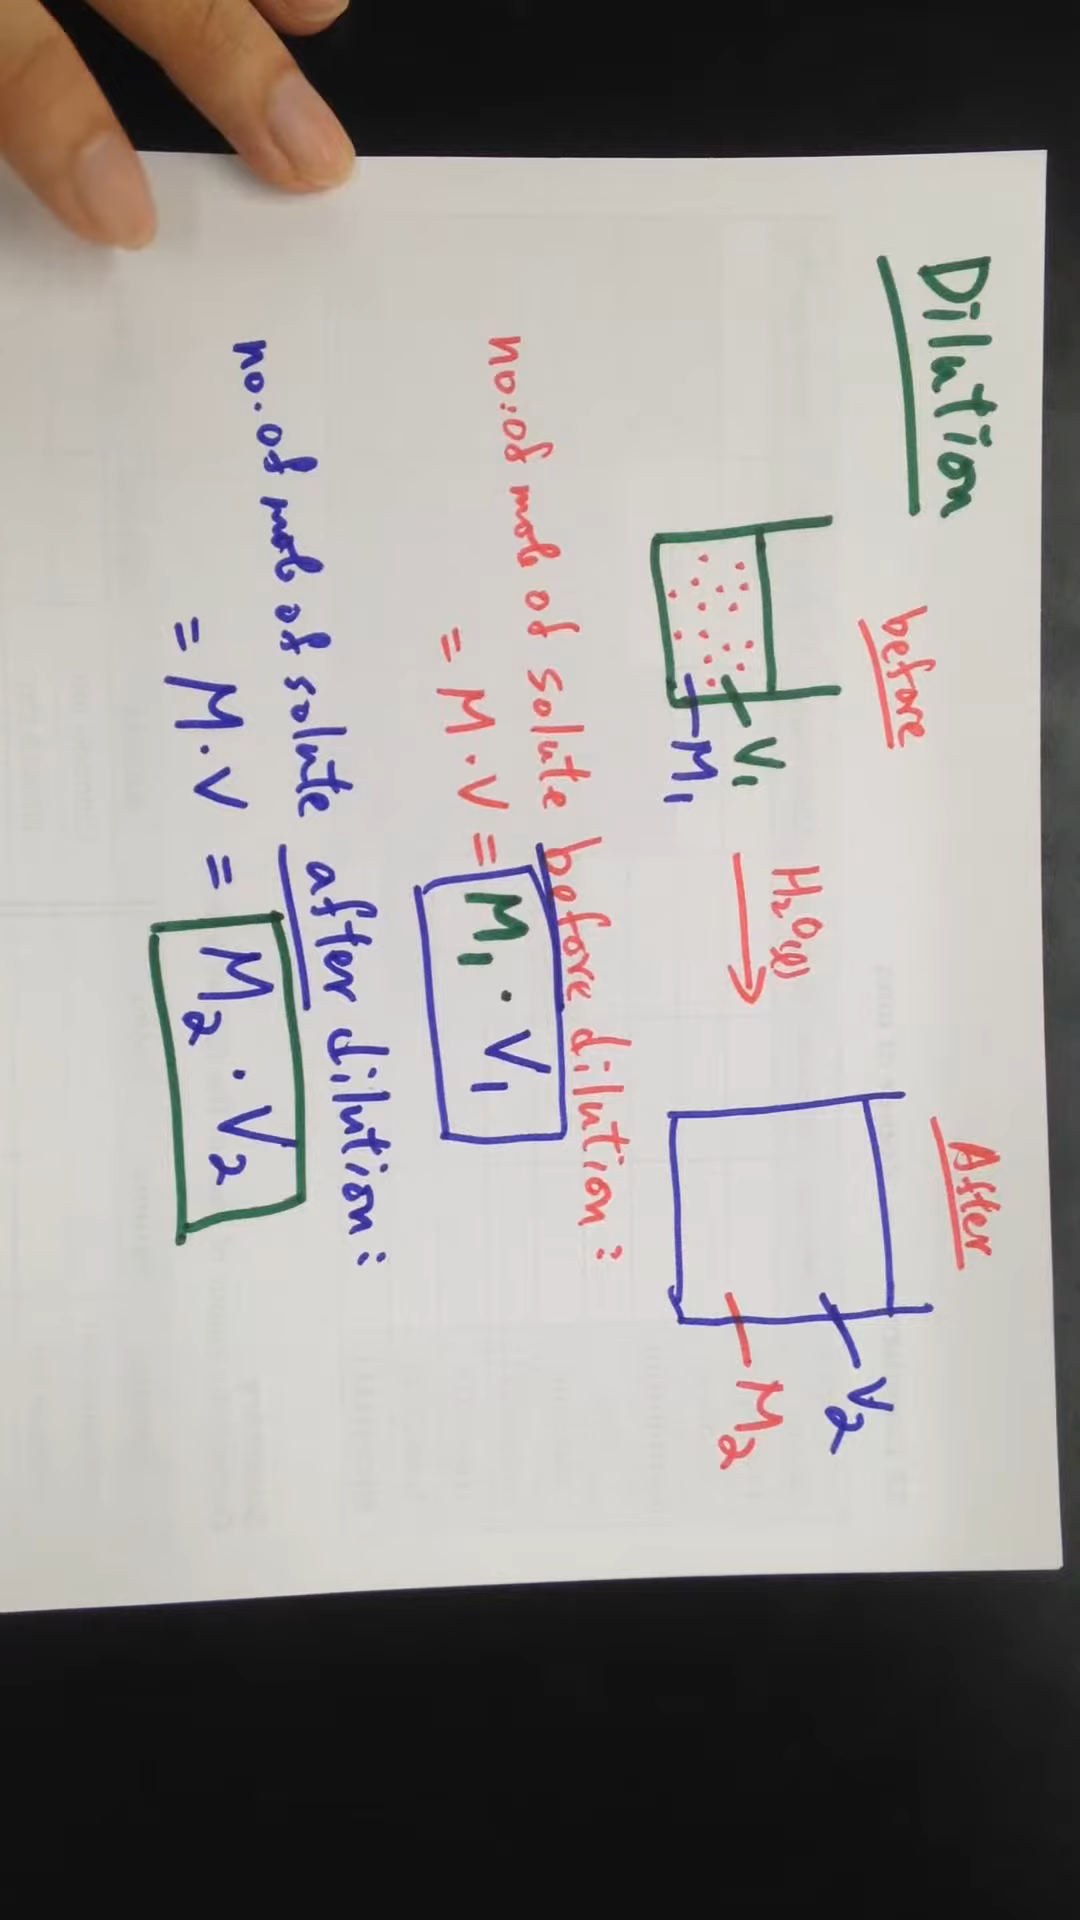 Dilution
before
After
H₂O(l)
V₁
M₁
V₂
M₂
no. of mol of solute before dilution:
= M · V = M₁ · V₁
no. of mol of solute after dilution:
= M · V = M₂ · V₂